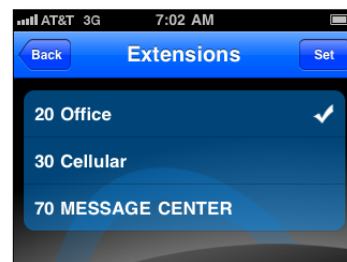 AT&T 3G 7:02 AM
Back Extensions Set
20 Office
30 Cellular
70 MESSAGE CENTER